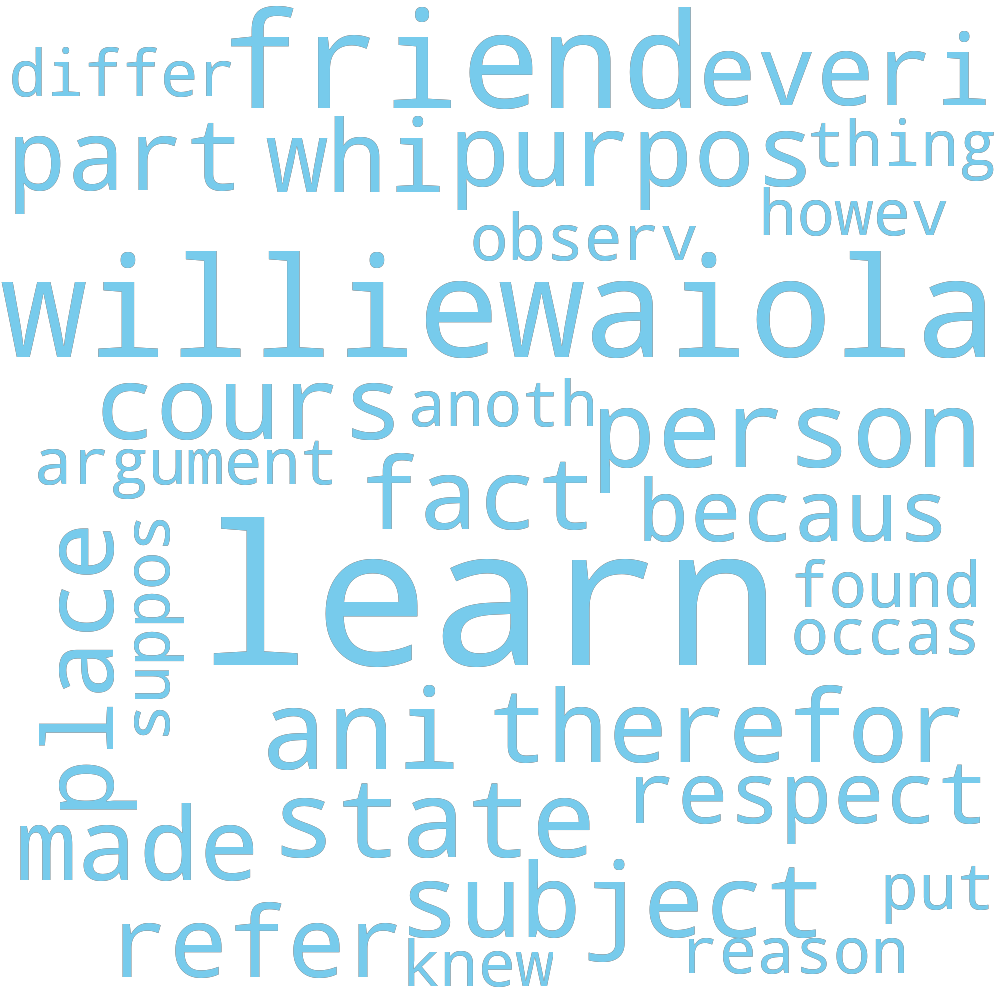 differ friend everi
part whi purpos thing
observ howev
williewaiola
cours anoth person
argument fact becaus
place suppos learn found
occas
ani therefor
made state respect
refer subject put
knew reason